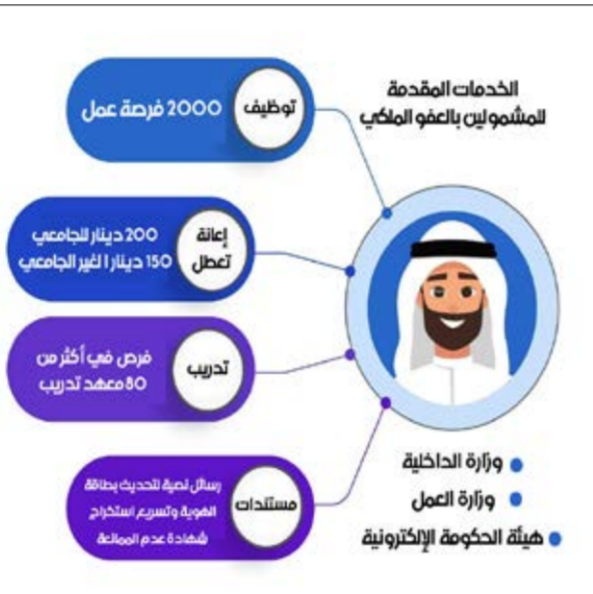 الخدمات المقدمة
للمشمولين بالعفو الملكي
توظيف
2000 فرصة عمل
إعانة
تعطل
200 دينار للجامعي
150 دينار ا لغير الجامعي
تدريب
فرص في أكثر من
80 معهد تدريب
مستندات
رسائل نصية لتحديث بطاقة
الهوية وتسريع استخراج
شهادة عدم الممانعة
وزارة الداخلية
وزارة العمل
هيئة الحكومة الإلكترونية